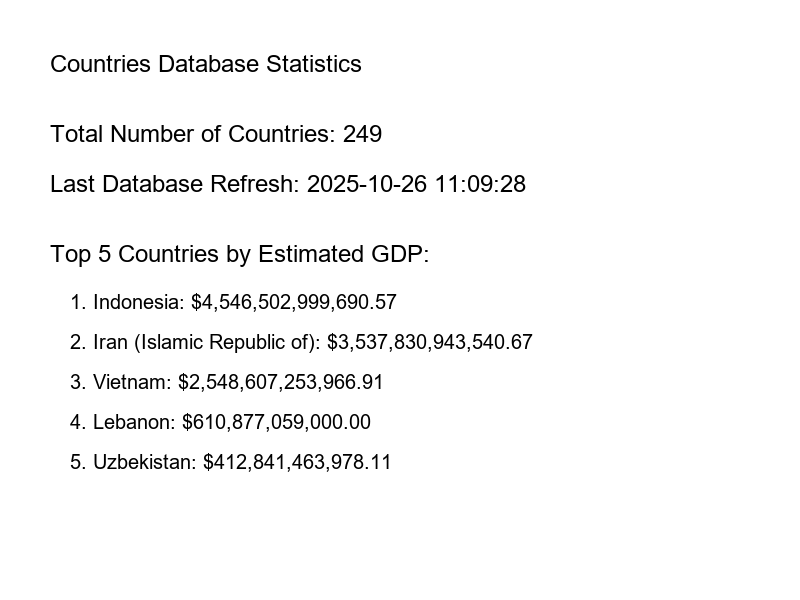 Countries Database Statistics
Total Number of Countries: 249
Last Database Refresh: 2025-10-26 11:09:28
Top 5 Countries by Estimated GDP:
1. Indonesia: $4,546,502,999,690.57
2. Iran (Islamic Republic of): $3,537,830,943,540.67
3. Vietnam: $2,548,607,253,966.91
4. Lebanon: $610,877,059,000.00
5. Uzbekistan: $412,841,463,978.11